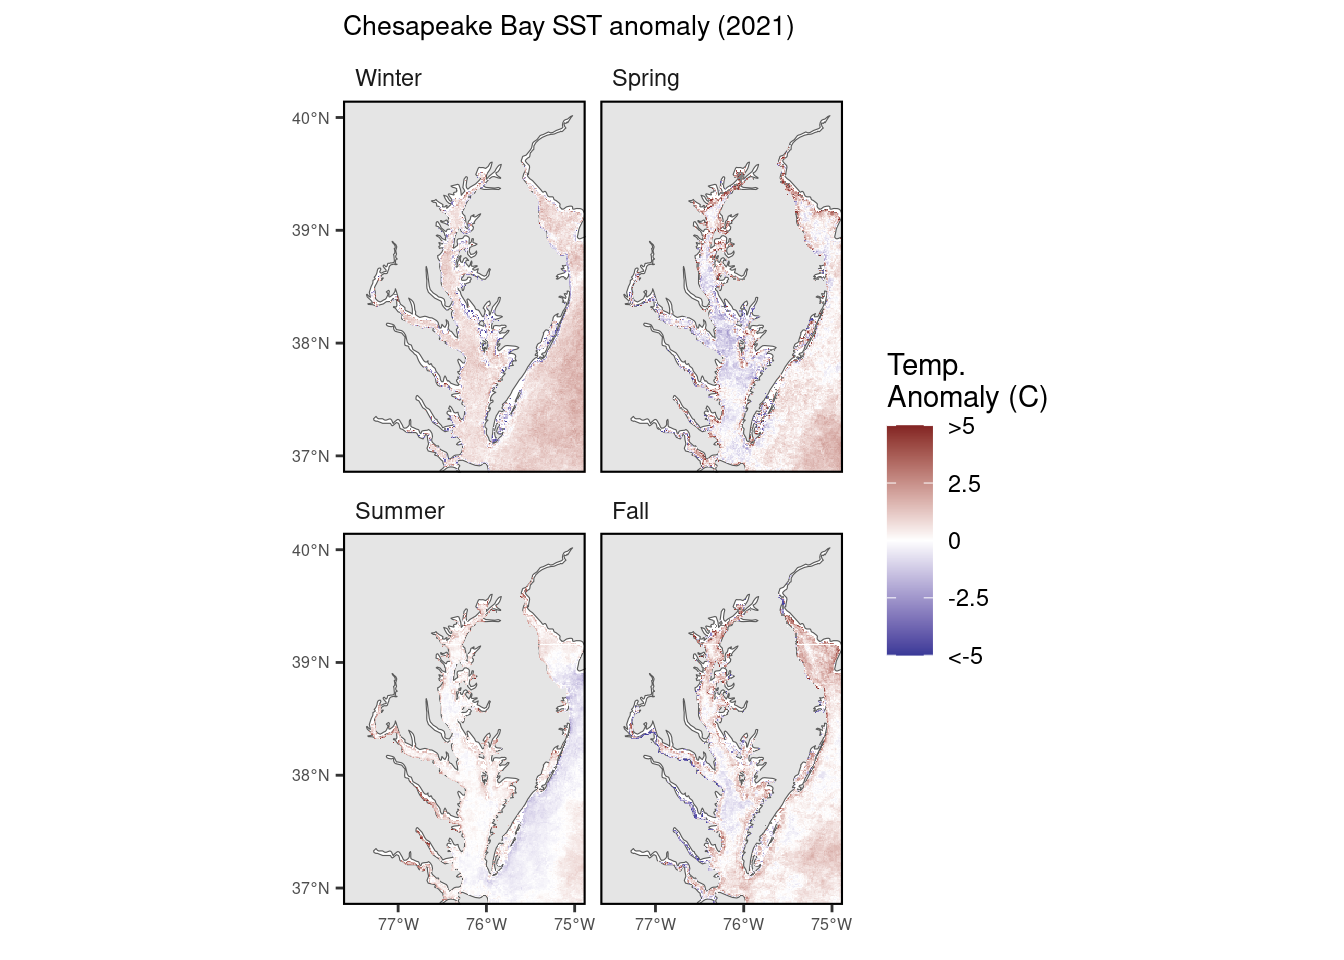 Chesapeake Bay SST anomaly (2021)
Winter
Spring
40°N
39°N
38°N
37°N
Summer
Fall
40°N
39°N
38°N
37°N
77°W
76°W
75°W
77°W
76°W
75°W
Temp.
Anomaly (C)
>5
2.5
0
-2.5
<-5